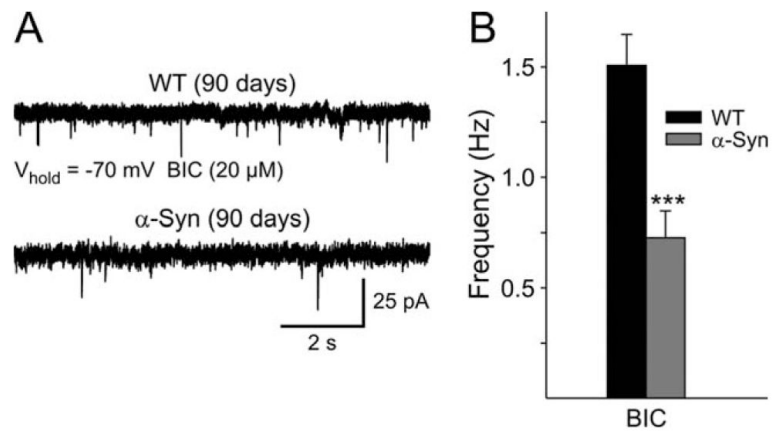 A
WT (90 days)
Vhold = -70 mV BIC (20 µM)
α-Syn (90 days)
25 pA
2 s
B
Frequency (Hz)
1.5
1.0
0.5
WT
α-Syn
***
BIC